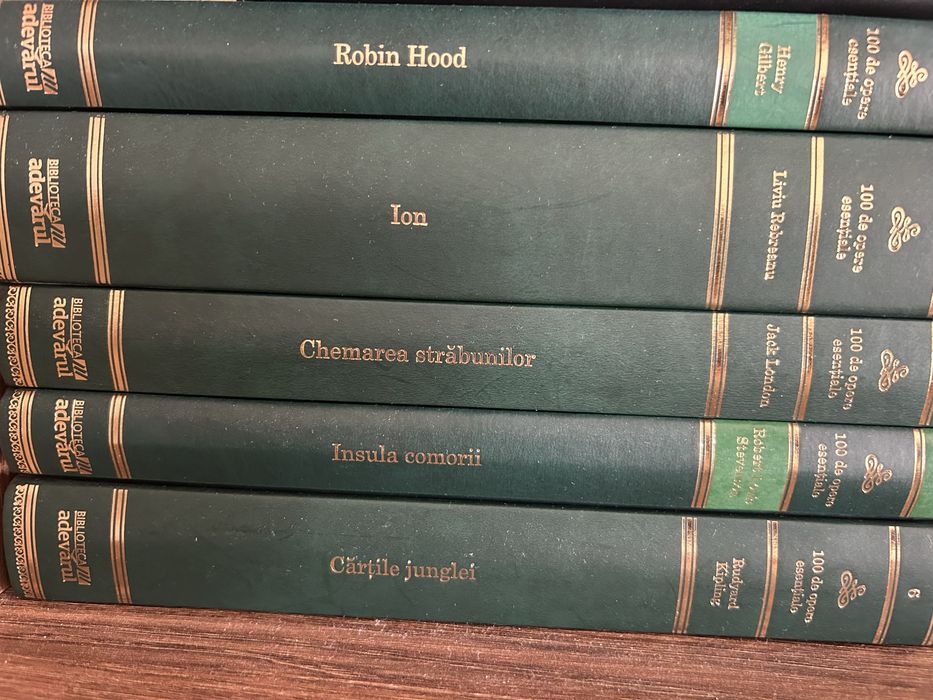 BIBLIOTECA
adevărul
Robin Hood
Henry
Gilbert
100 de opere
esențiale
BIBLIOTECA
adevărul
Ion
Liviu Rebreanu
100 de opere
esențiale
BIBLIOTECA
adevărul
Chemarea străbunilor
Jack London
100 de opere
esențiale
BIBLIOTECA
adevărul
Insula comorii
Robert
100 de opere
esențiale
BIBLIOTECA
adevărul
Cărțile junglei
Rudyard
Kipling
100 de opere
esențiale
6